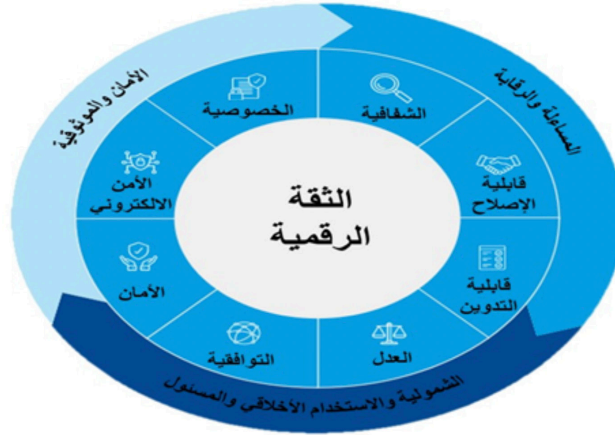 الثقة
الرقمية
الشفافية
قابلية
الإصلاح
قابلية
التدوين
العدل
التوافقية
الأمان
الأمن
الالكتروني
الخصوصية
المساءلة والرقابة
الشمولية والاستخدام الأخلاقي والمسئول
الأمان والموثوقية